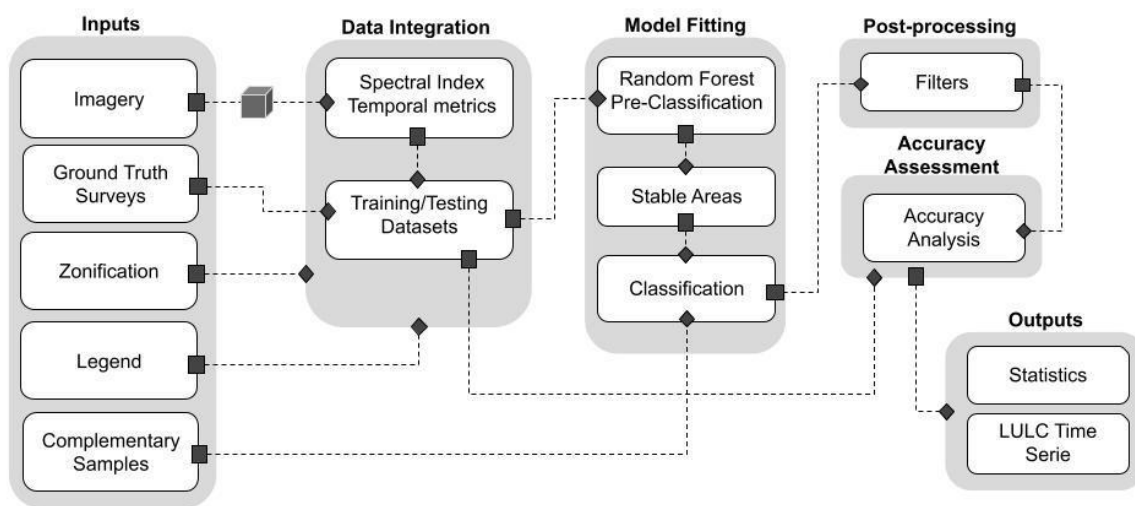 Inputs
Imagery
Ground Truth
Surveys
Zonification
Legend
Complementary
Samples
Data Integration
Spectral Index
Temporal metrics
Training/Testing
Datasets
Model Fitting
Random Forest
Pre-Classification
Stable Areas
Classification
Post-processing
Filters
Accuracy
Assessment
Accuracy
Analysis
Outputs
Statistics
LULC Time
Serie